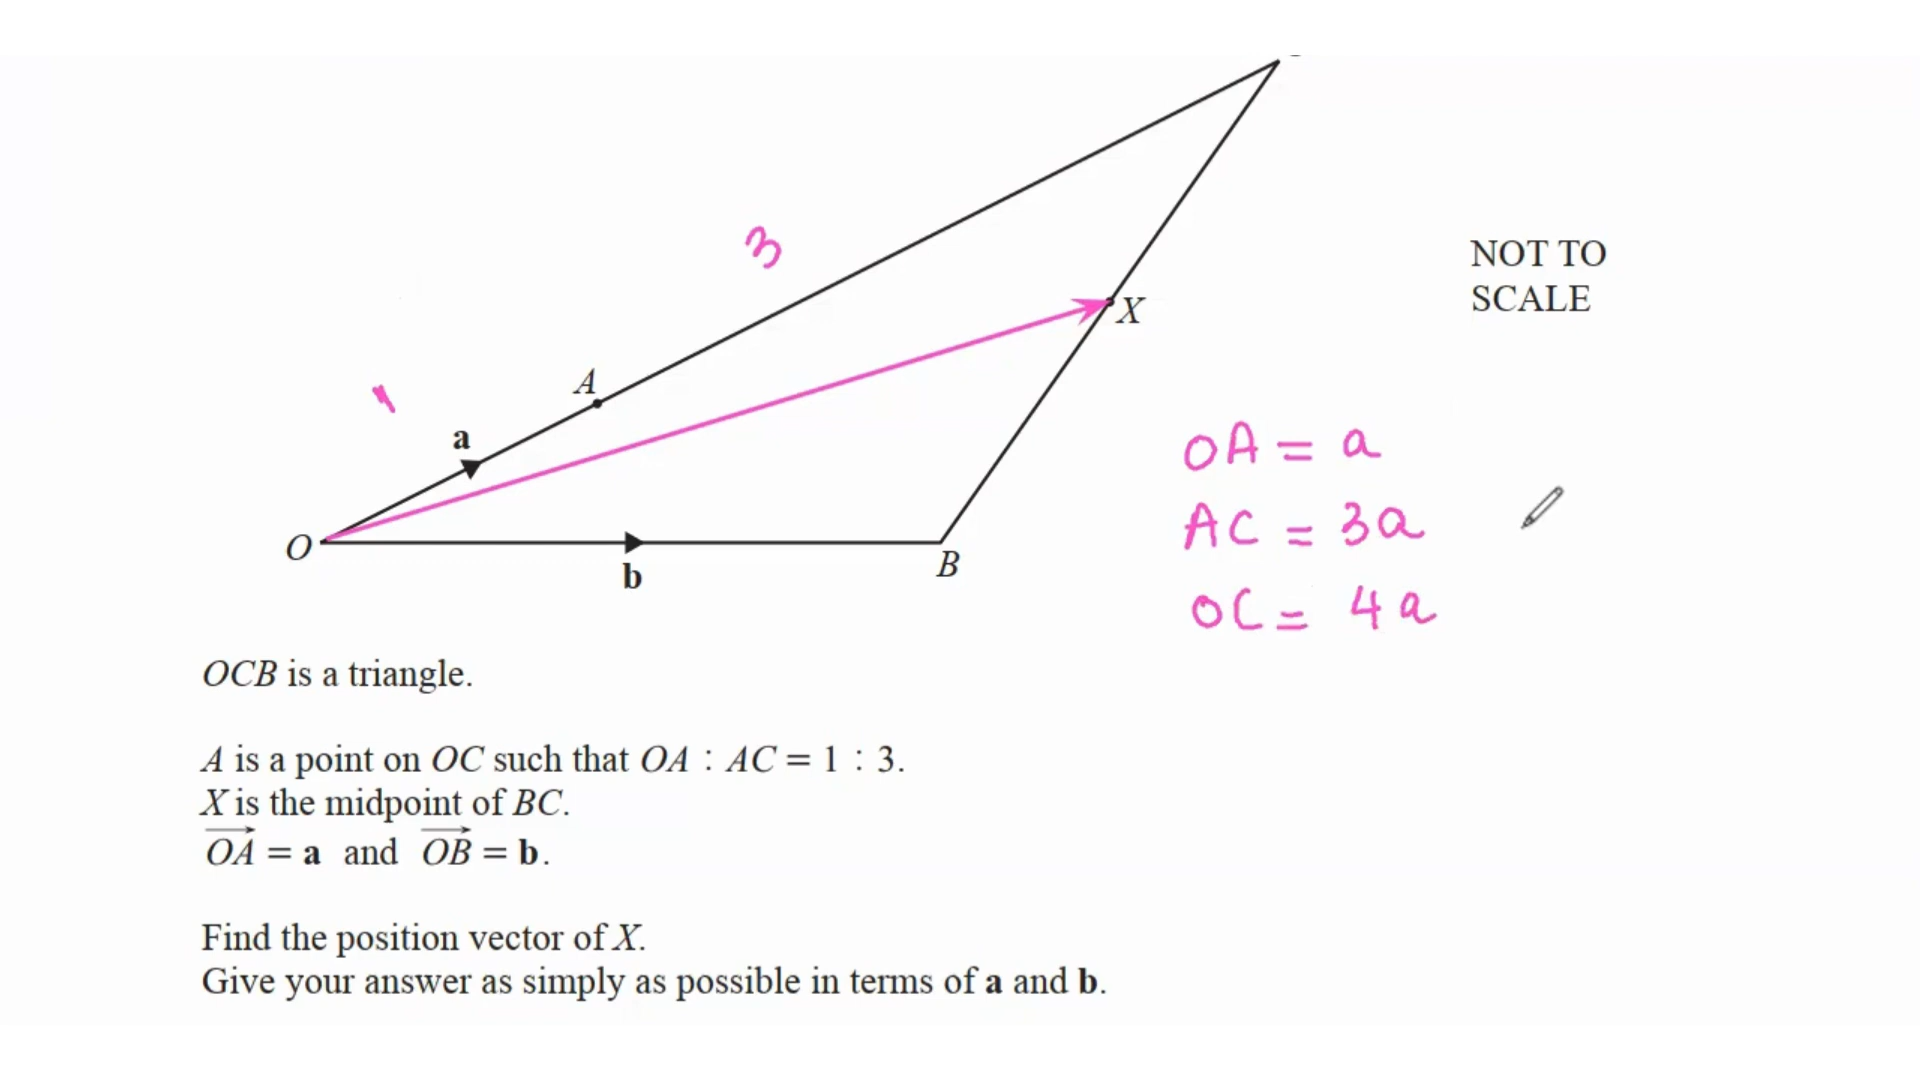 3
NOT TO
SCALE
X
A
1
a
OA = a
AC = 3a
O
B
b
OC = 4a
OCB is a triangle.
A is a point on OC such that OA : AC = 1 : 3.
X is the midpoint of BC.
OA = a and OB = b.
Find the position vector of X.
Give your answer as simply as possible in terms of a and b.